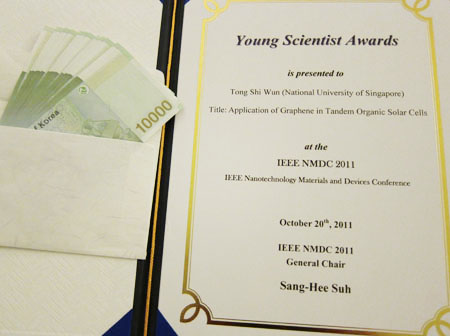 of Korea
10000
Young Scientist Awards
is presented to
Tong Shi Wun (National University of Singapore)
Title: Application of Graphene in Tandem Organic Solar Cells
at the
IEEE NMDC 2011
IEEE Nanotechnology Materials and Devices Conference
October 20th, 2011
IEEE NMDC 2011
General Chair
Sang-Hee Suh